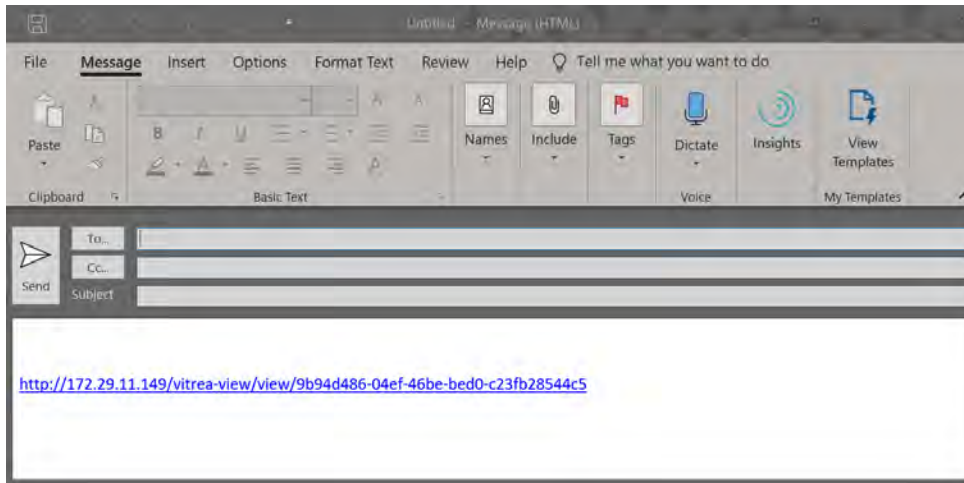 Untitled - Message (HTML)
File Message Insert Options Format Text Review Help Tell me what you want to do
Paste
B I U
A A
Names Include Tags Dictate Insights View Templates
Clipboard Basic Text Voice My Templates
Send
To...
Cc...
Subject
http://172.29.11.149/vitrea-view/view/9b94d486-04ef-46be-bed0-c23fb28544c5